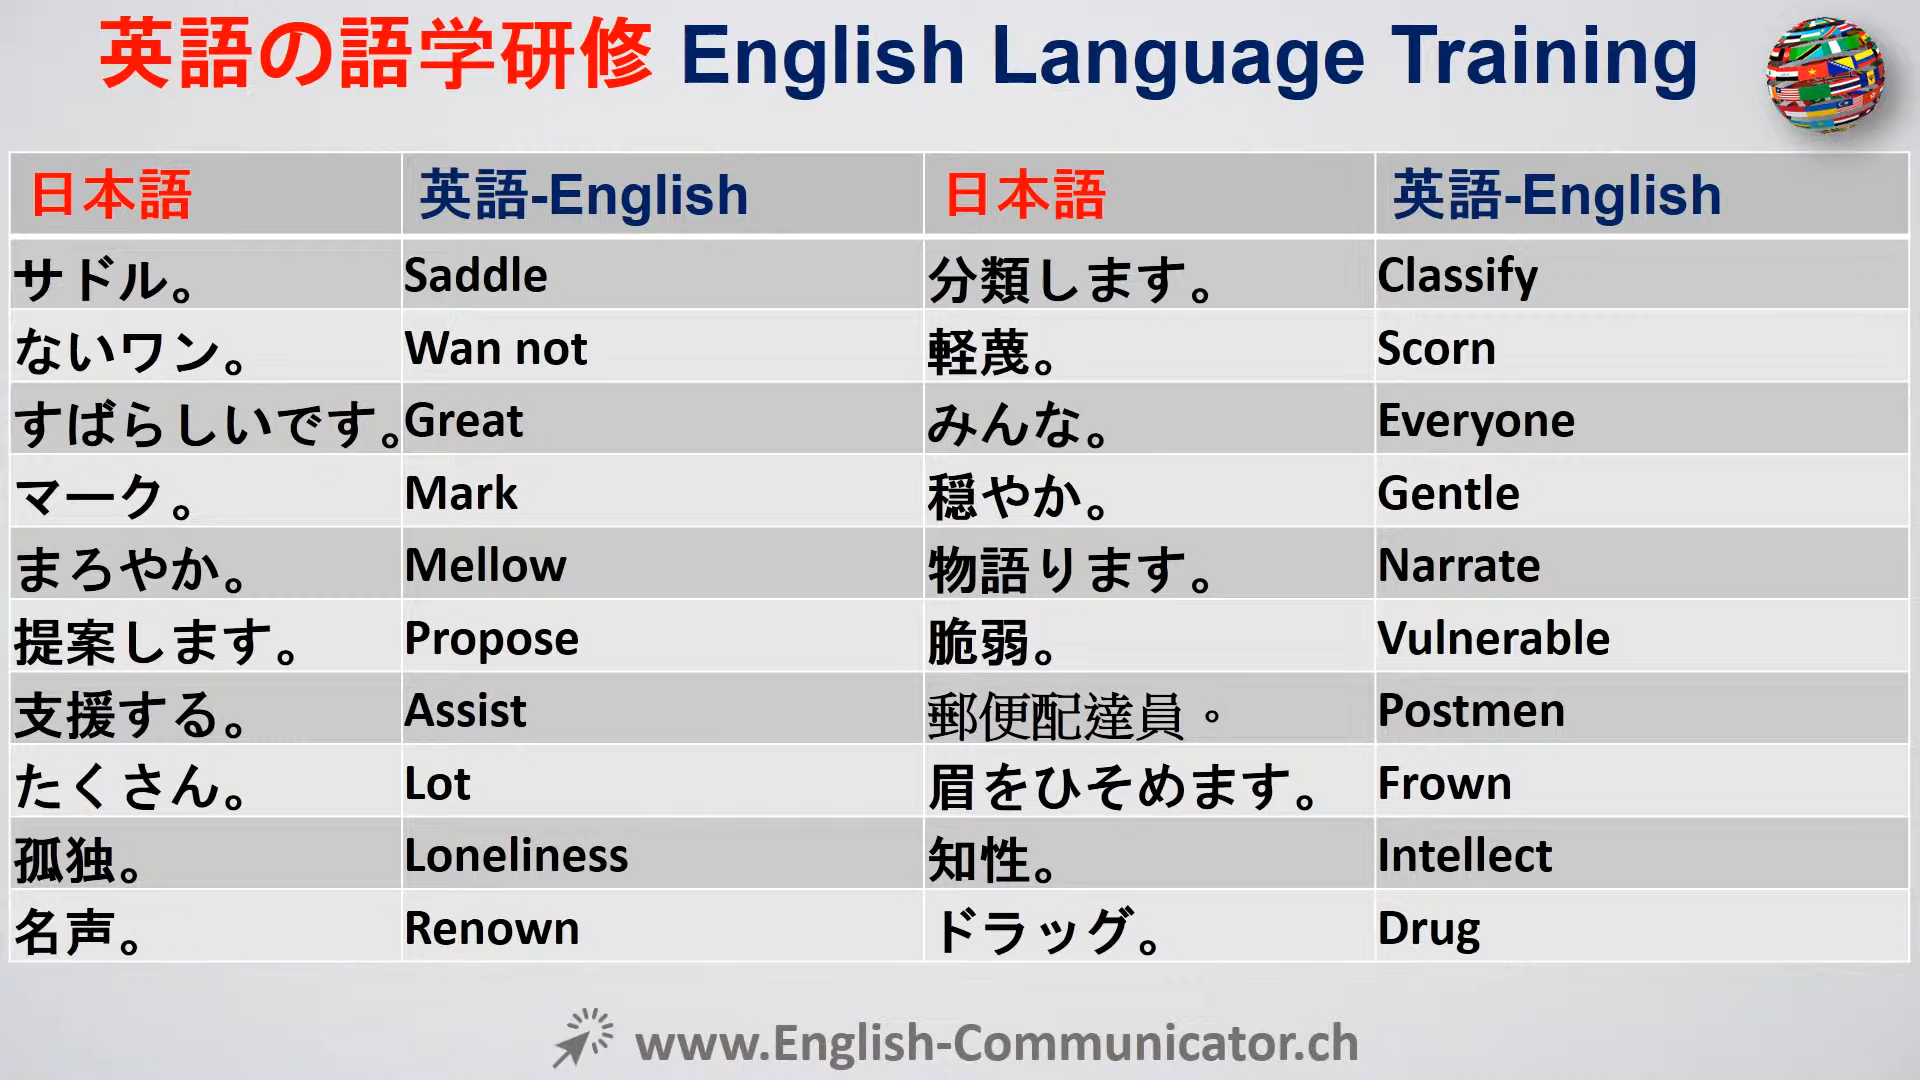 英語の語学研修 English Language Training
日本語 英語-English 日本語 英語-English
サドル。 Saddle 分類します。 Classify
ないワン。 Wan not 軽蔑。 Scorn
すばらしいです。 Great みんな。 Everyone
マーク。 Mark 穏やか。 Gentle
まろやか。 Mellow 物語ります。 Narrate
提案します。 Propose 脆弱。 Vulnerable
支援する。 Assist 郵便配達員。 Postmen
たくさん。 Lot 眉をひそめます。 Frown
孤独。 Loneliness 知性。 Intellect
名声。 Renown ドラッグ。 Drug
www.English-Communicator.ch